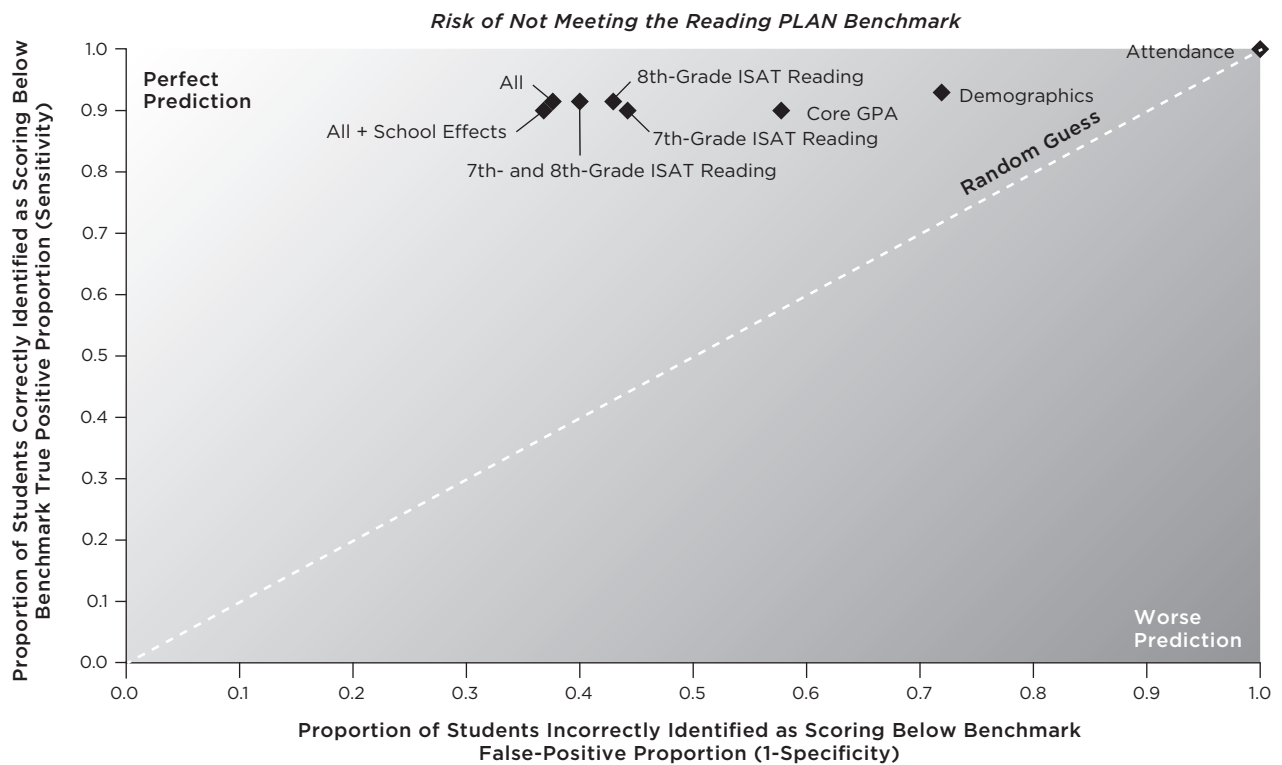 Risk of Not Meeting the Reading PLAN Benchmark
Proportion of Students Correctly Identified as Scoring Below
Benchmark True Positive Proportion (Sensitivity)
1.0
0.9
0.8
0.7
0.6
0.5
0.4
0.3
0.2
0.1
0.0
Perfect
Prediction
All
All + School Effects
7th- and 8th-Grade ISAT Reading
8th-Grade ISAT Reading
7th-Grade ISAT Reading
Core GPA
Demographics
Attendance
Random Guess
Worse
Prediction
0.0
0.1
0.2
0.3
0.4
0.5
0.6
0.7
0.8
0.9
1.0
Proportion of Students Incorrectly Identified as Scoring Below Benchmark
False-Positive Proportion (1-Specificity)